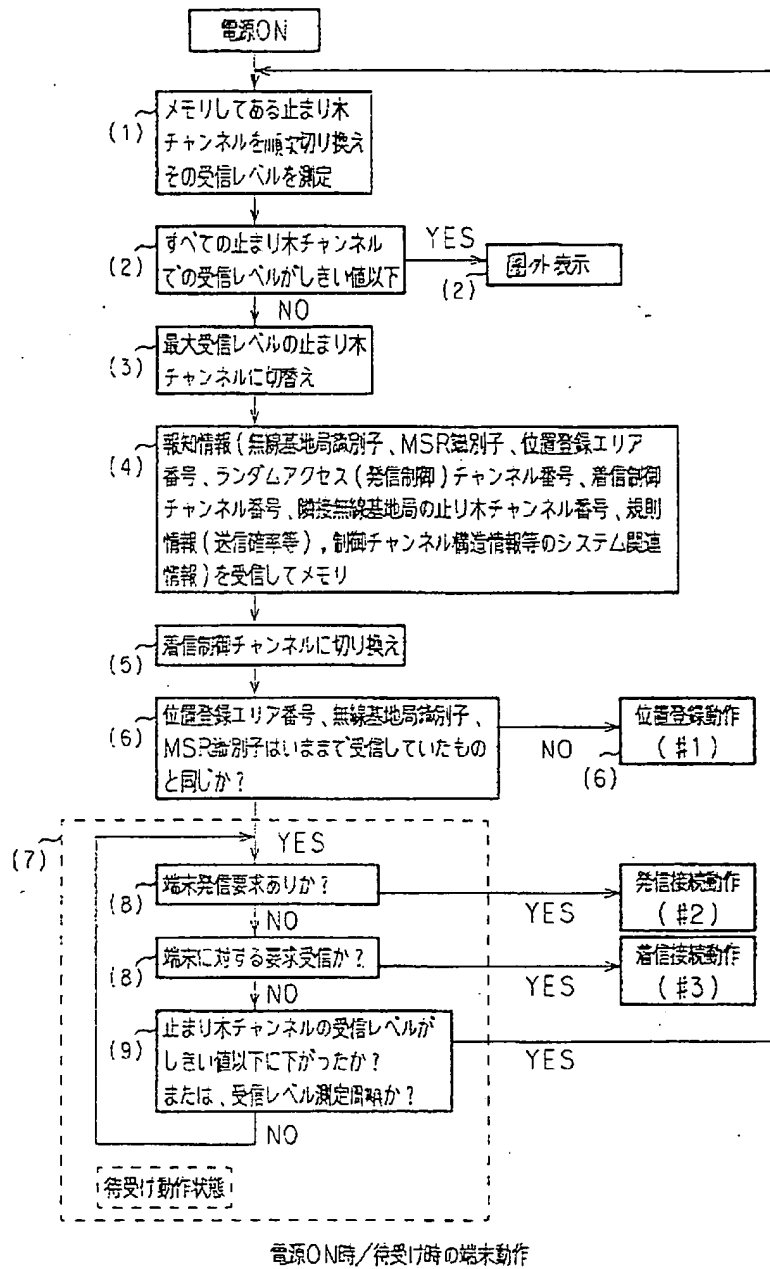 電源ON
(1)
メモリしてある止まり木
チャンネルを順次切り換え
その受信レベルを測定
(2)
すべての止まり木チャンネル
での受信レベルがしきい値以下
YES
(2)
圏外表示
NO
(3)
最大受信レベルの止まり木
チャンネルに切替え
(4)
報知情報(無線基地局識別子、MSR識別子、位置登録エリア
番号、ランダムアクセス(発信制御)チャンネル番号、着信制御
チャンネル番号、隣接無線基地局の止り木チャンネル番号、規則
情報(送信確率等),制御チャンネル構造情報等のシステム関連
情報)を受信してメモリ
(5)
着信制御チャンネルに切り換え
(6)
位置登録エリア番号、無線基地局識別子、
MSR識別子はいままで受信していたもの
と同じか?
NO
(6)
位置登録動作
(#1)
(7)
YES
(8)
端末発信要求ありか?
YES
発信接続動作
(#2)
NO
(8)
端末に対する要求受信か?
YES
着信接続動作
(#3)
NO
(9)
止まり木チャンネルの受信レベルが
しきい値以下に下がったか?
または、受信レベル測定周期か?
YES
NO
待受け動作状態
電源ON時/待受け時の端末動作